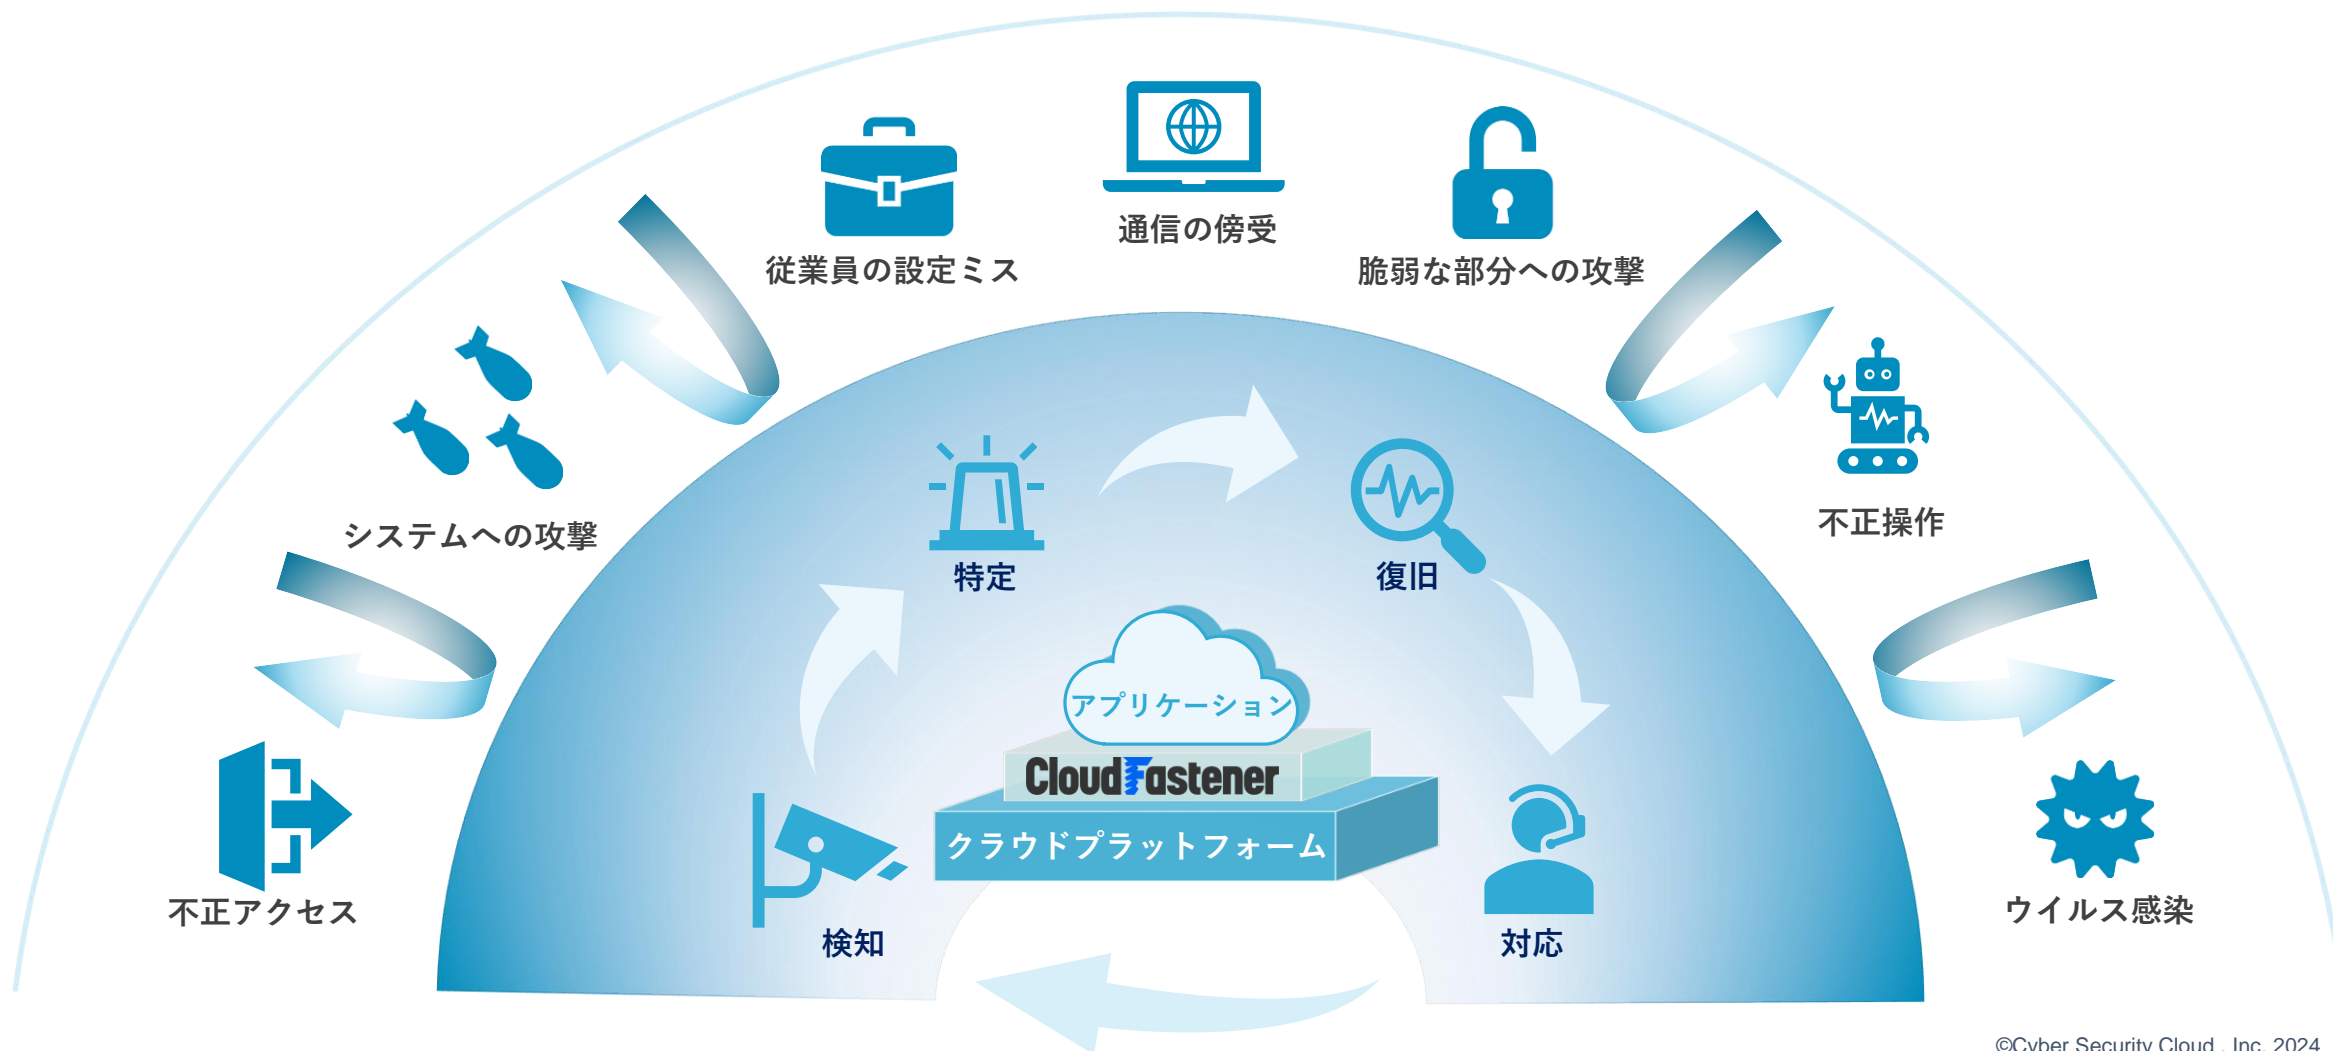 通信の傍受
従業員の設定ミス
脆弱な部分への攻撃
システムへの攻撃
不正操作
特定
復旧
アプリケーション
CloudFastener
クラウドプラットフォーム
不正アクセス
ウイルス感染
検知
対応
©Cyber Security Cloud , Inc. 2024